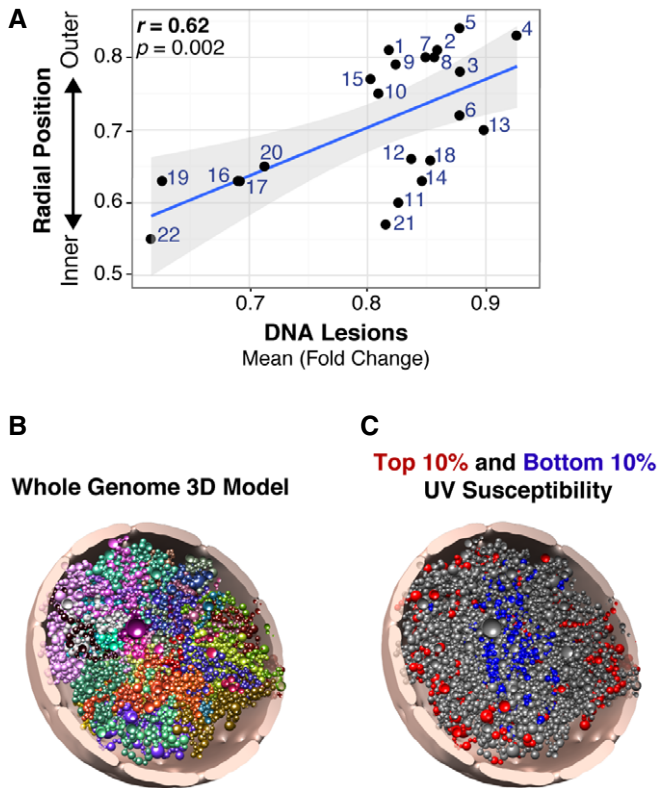 A
r = 0.62
p = 0.002
Radial Position
Outer
Inner
0.8
0.7
0.6
0.5
5
4
1
7
2
9
8
3
15
10
6
13
12
18
20
16
17
19
14
11
21
22
0.7 0.8 0.9
DNA Lesions
Mean (Fold Change)
B
Whole Genome 3D Model
C
Top 10% and Bottom 10%
UV Susceptibility